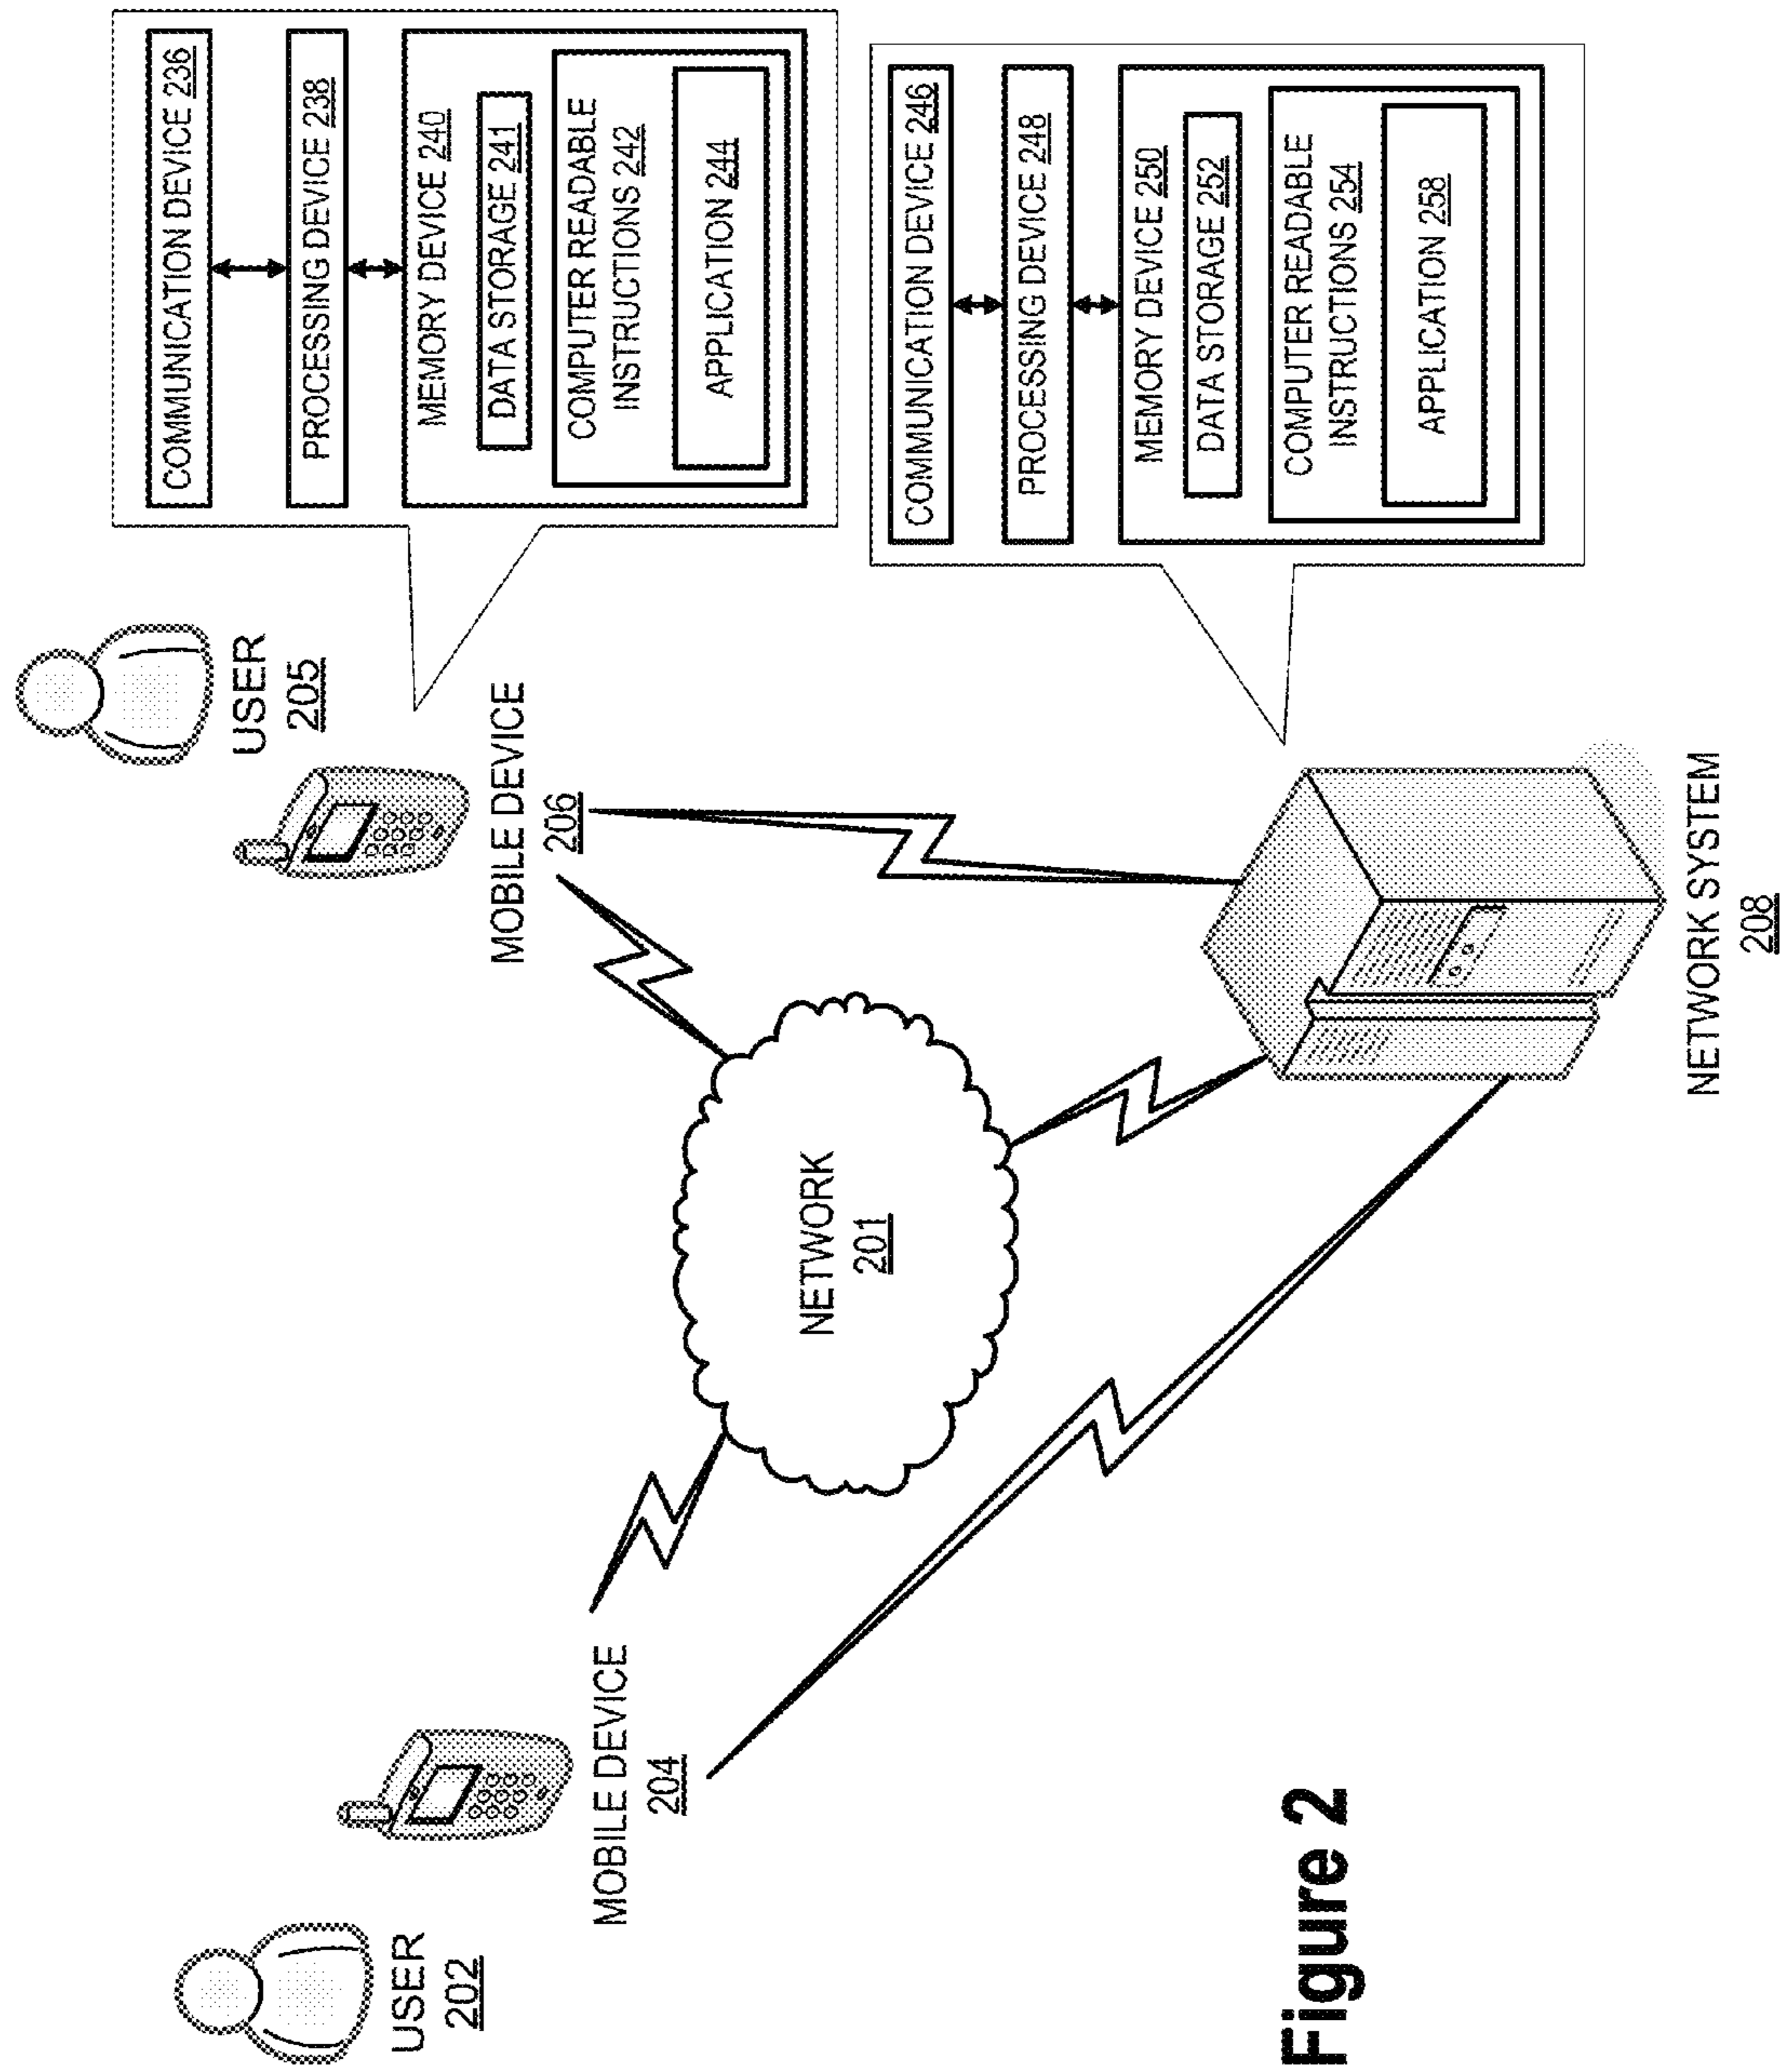 USER
202
MOBILE DEVICE
204
NETWORK
201
USER
205
MOBILE DEVICE
206
NETWORK SYSTEM
208
COMMUNICATION DEVICE 236
PROCESSING DEVICE 238
MEMORY DEVICE 240
DATA STORAGE 241
COMPUTER READABLE
INSTRUCTIONS 242
APPLICATION 244
COMMUNICATION DEVICE 246
PROCESSING DEVICE 248
MEMORY DEVICE 250
DATA STORAGE 252
COMPUTER READABLE
INSTRUCTIONS 254
APPLICATION 258
Figure 2